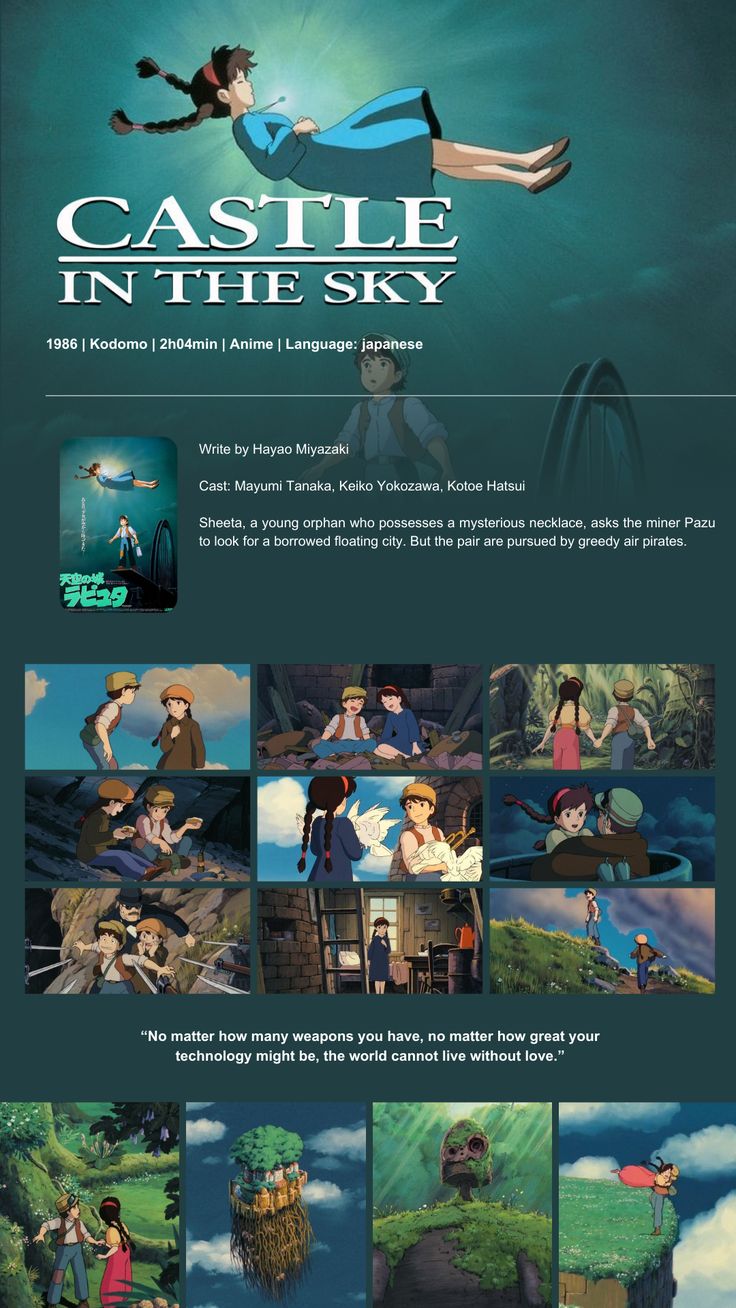 CASTLE
IN THE SKY
1986 | Kodomo | 2h04min | Anime | Language: japanese
Write by Hayao Miyazaki
Cast: Mayumi Tanaka, Keiko Yokozawa, Kotoe Hatsui
Sheeta, a young orphan who possesses a mysterious necklace, asks the miner Pazu
to look for a borrowed floating city. But the pair are pursued by greedy air pirates.
天空の城
ラピュタ
“No matter how many weapons you have, no matter how great your
technology might be, the world cannot live without love.”